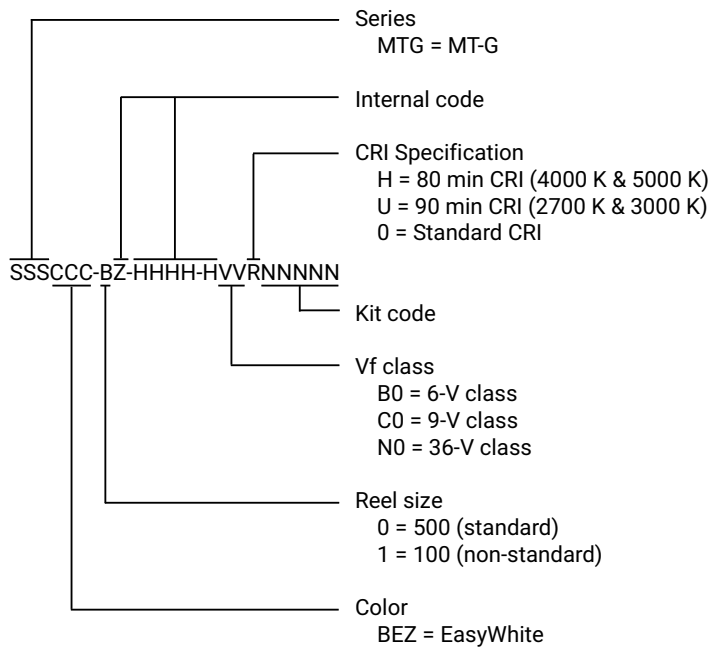 Series
MTG = MT-G
Internal code
CRI Specification
H = 80 min CRI (4000 K & 5000 K)
U = 90 min CRI (2700 K & 3000 K)
0 = Standard CRI
SSSCCC-BZ-HHHH-HVVRNNNNN
Kit code
Vf class
B0 = 6-V class
C0 = 9-V class
N0 = 36-V class
Reel size
0 = 500 (standard)
1 = 100 (non-standard)
Color
BEZ = EasyWhite